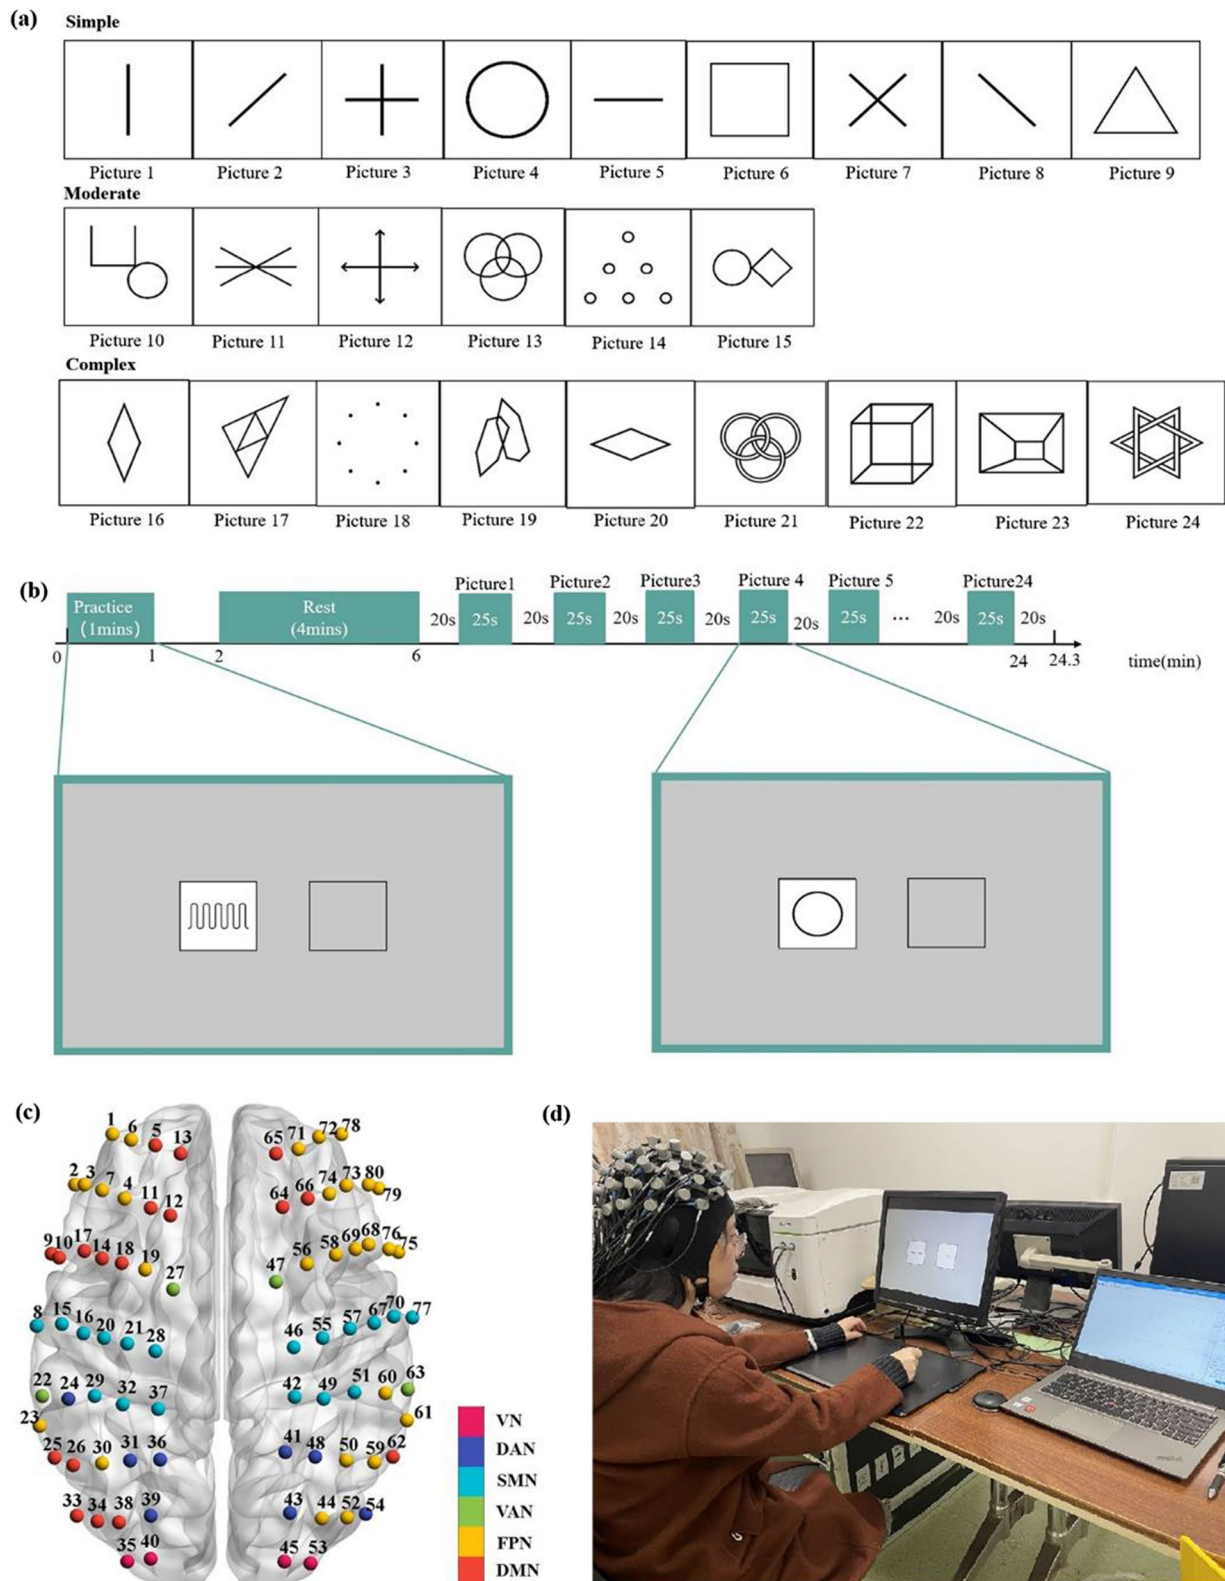 (a)
Simple
Picture 1 Picture 2 Picture 3 Picture 4 Picture 5 Picture 6 Picture 7 Picture 8 Picture 9
Moderate
Picture 10 Picture 11 Picture 12 Picture 13 Picture 14 Picture 15
Complex
Picture 16 Picture 17 Picture 18 Picture 19 Picture 20 Picture 21 Picture 22 Picture 23 Picture 24
(b)
Picture1 Picture2 Picture3 Picture 4 Picture 5 Picture24
Practice
(1mins)
Rest
(4mins)
20s 25s 20s 25s 20s 25s 20s 25s 20s 25s ... 20s 25s 20s
0 1 2 6 24 24.3 time(min)
(c)
1 6 5 13 65 71 72 78
2 3 7 4 11 12 64 66 74 73 80 79
9 10 17 14 18 19 27 47 56 58 69 68 76 75
8 15 16 20 21 28 46 55 57 67 70 77
22 24 29 32 37 42 49 51 60 63
23 61
25 26 30 31 36 41 48 50 59 62
33 34 38 39 43 44 52 54
35 40 45 53
VN
DAN
SMN
VAN
FPN
DMN
(d)